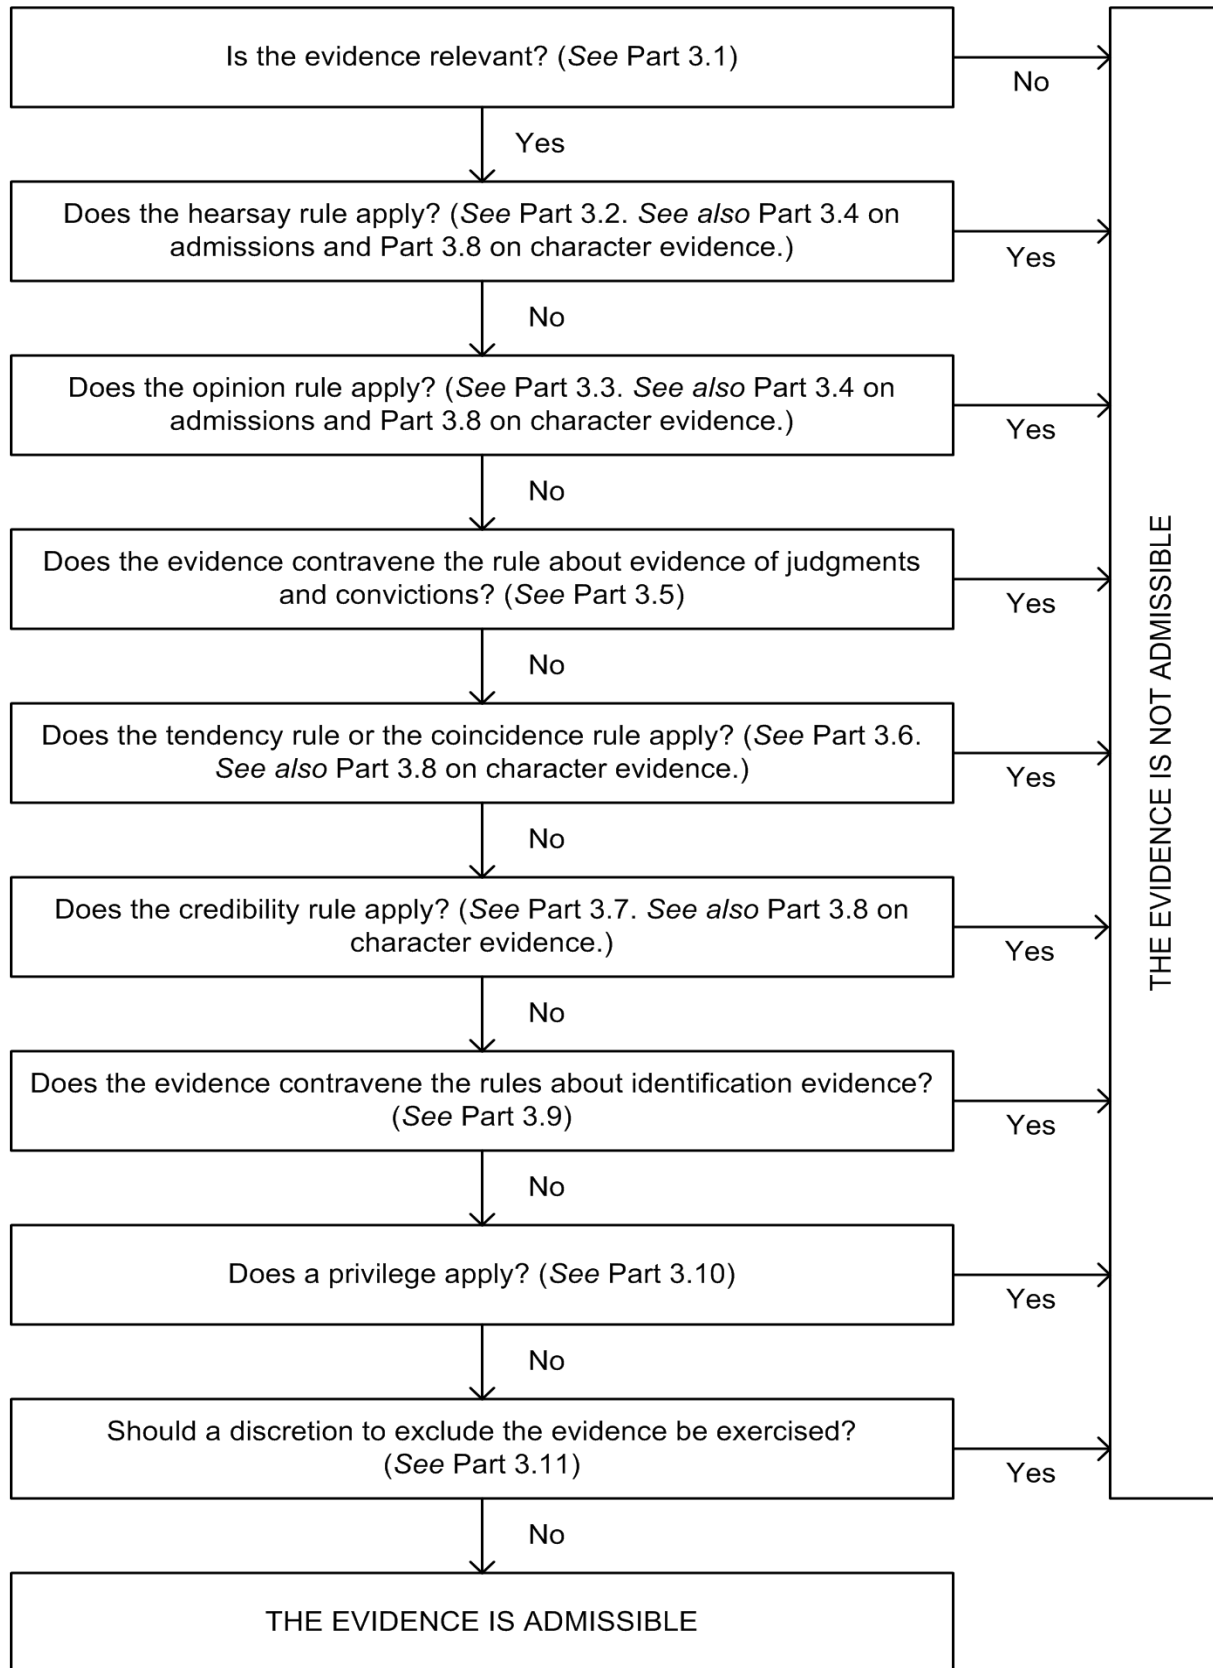 Is the evidence relevant? (See Part 3.1)
No
Yes
Does the hearsay rule apply? (See Part 3.2. See also Part 3.4 on
admissions and Part 3.8 on character evidence.)
Yes
No
Does the opinion rule apply? (See Part 3.3. See also Part 3.4 on
admissions and Part 3.8 on character evidence.)
Yes
No
Does the evidence contravene the rule about evidence of judgments
and convictions? (See Part 3.5)
Yes
No
Does the tendency rule or the coincidence rule apply? (See Part 3.6.
See also Part 3.8 on character evidence.)
Yes
No
Does the credibility rule apply? (See Part 3.7. See also Part 3.8 on
character evidence.)
Yes
No
Does the evidence contravene the rules about identification evidence?
(See Part 3.9)
Yes
No
Does a privilege apply? (See Part 3.10)
Yes
No
Should a discretion to exclude the evidence be exercised?
(See Part 3.11)
Yes
No
THE EVIDENCE IS ADMISSIBLE
THE EVIDENCE IS NOT ADMISSIBLE